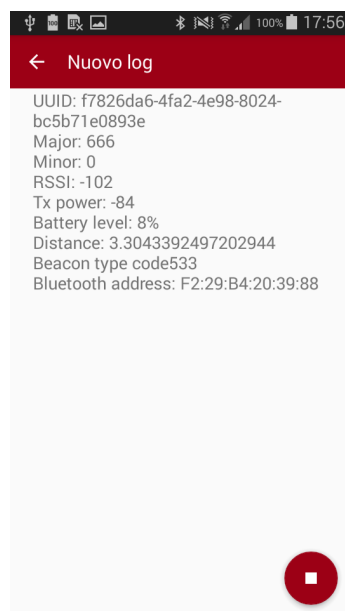 100% 17:56
Nuovo log
UUID: f7826da6-4fa2-4e98-8024-
bc5b71e0893e
Major: 666
Minor: 0
RSSI: -102
Tx power: -84
Battery level: 8%
Distance: 3.3043392497202944
Beacon type code533
Bluetooth address: F2:29:B4:20:39:88